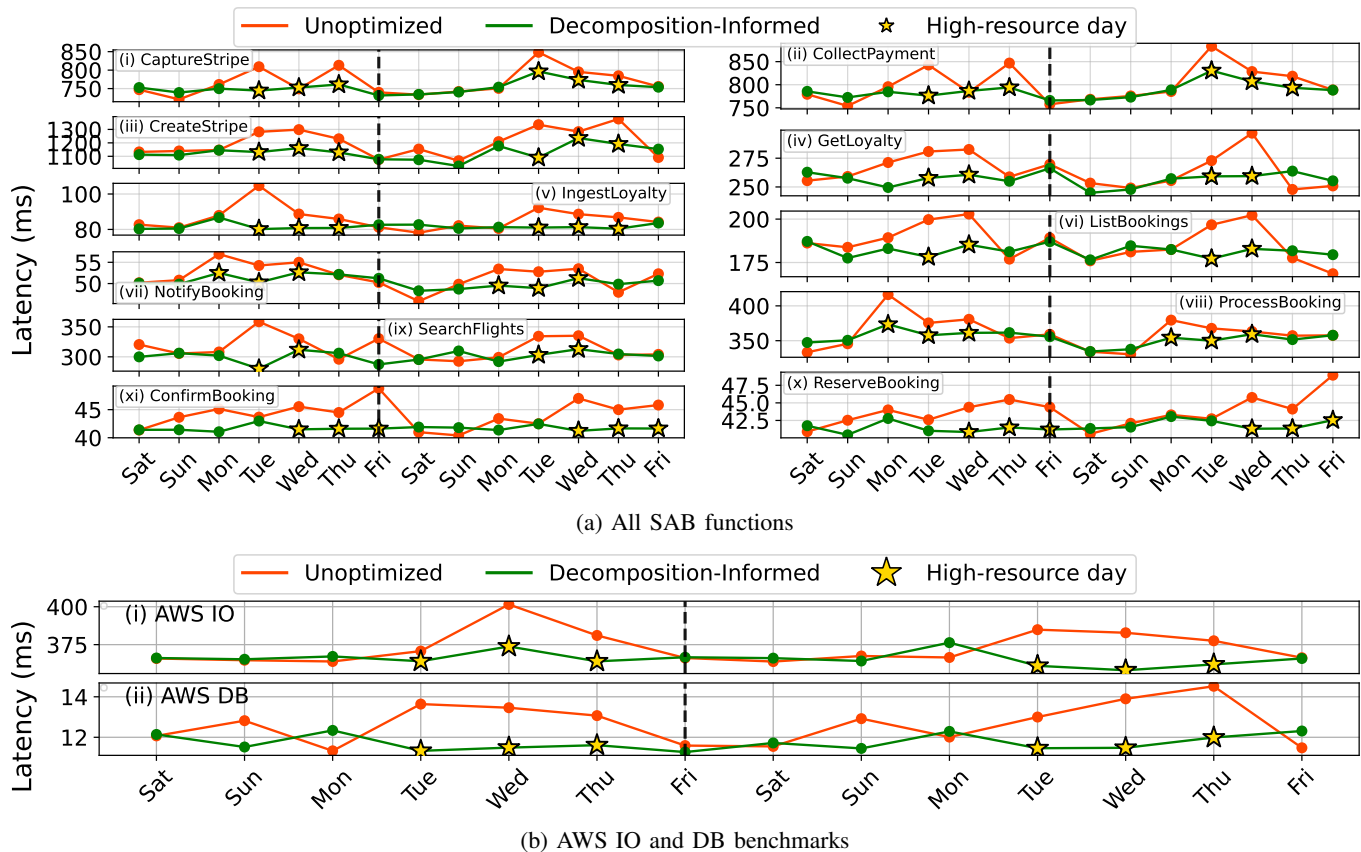 Unoptimized Decomposition-Informed High-resource day
Latency (ms)
(i) CaptureStripe
850
800
750
(ii) CollectPayment
850
800
750
(iii) CreateStripe
1300
1200
1100
(iv) GetLoyalty
275
250
(v) IngestLoyalty
100
80
(vi) ListBookings
200
175
(vii) NotifyBooking
55
50
(viii) ProcessBooking
400
350
(ix) SearchFlights
350
300
(x) ReserveBooking
47.5
45.0
42.5
(xi) ConfirmBooking
45
40
Sat Sun Mon Tue Wed Thu Fri Sat Sun Mon Tue Wed Thu Fri
Sat Sun Mon Tue Wed Thu Fri Sat Sun Mon Tue Wed Thu Fri
(a) All SAB functions
Unoptimized Decomposition-Informed High-resource day
Latency (ms)
(i) AWS IO
400
375
(ii) AWS DB
14
12
Sat Sun Mon Tue Wed Thu Fri Sat Sun Mon Tue Wed Thu Fri
(b) AWS IO and DB benchmarks